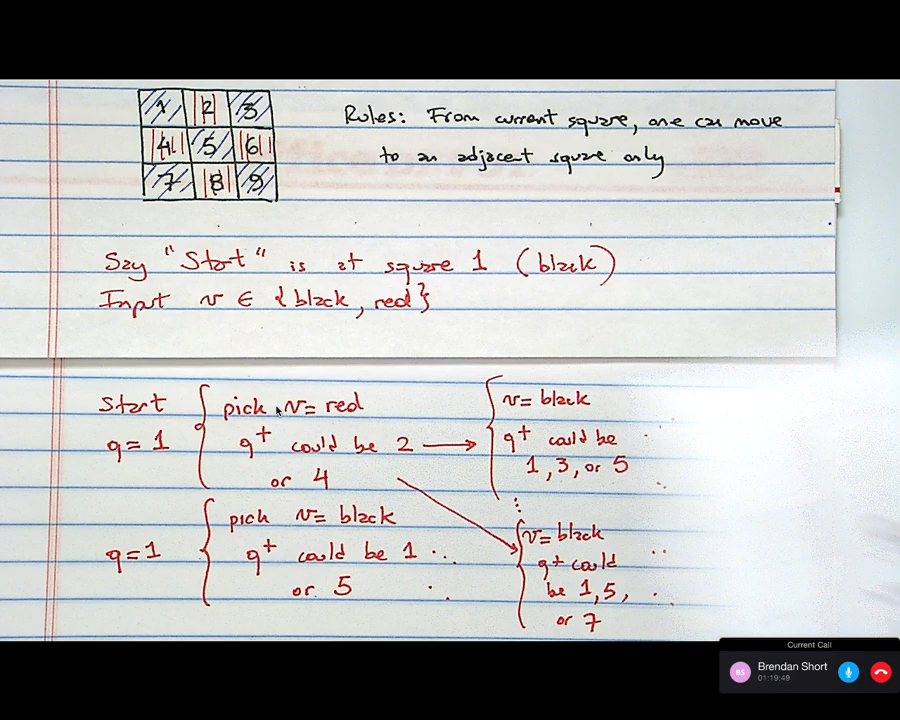 1 2 3
4 5 6
7 8 9
Rules: From current square, one can move
to an adjacent square only
Say "Start" is at square 1 (black)
Input v ∈ {black, red}
Start
q = 1
pick v = red
q+ could be 2
or 4
v = black
q+ could be
1, 3, or 5
q = 1
pick v = black
q+ could be 1
or 5
v = black
q+ could
be 1, 5,
or 7
Current Call
BS
Brendan Short
01:19:49